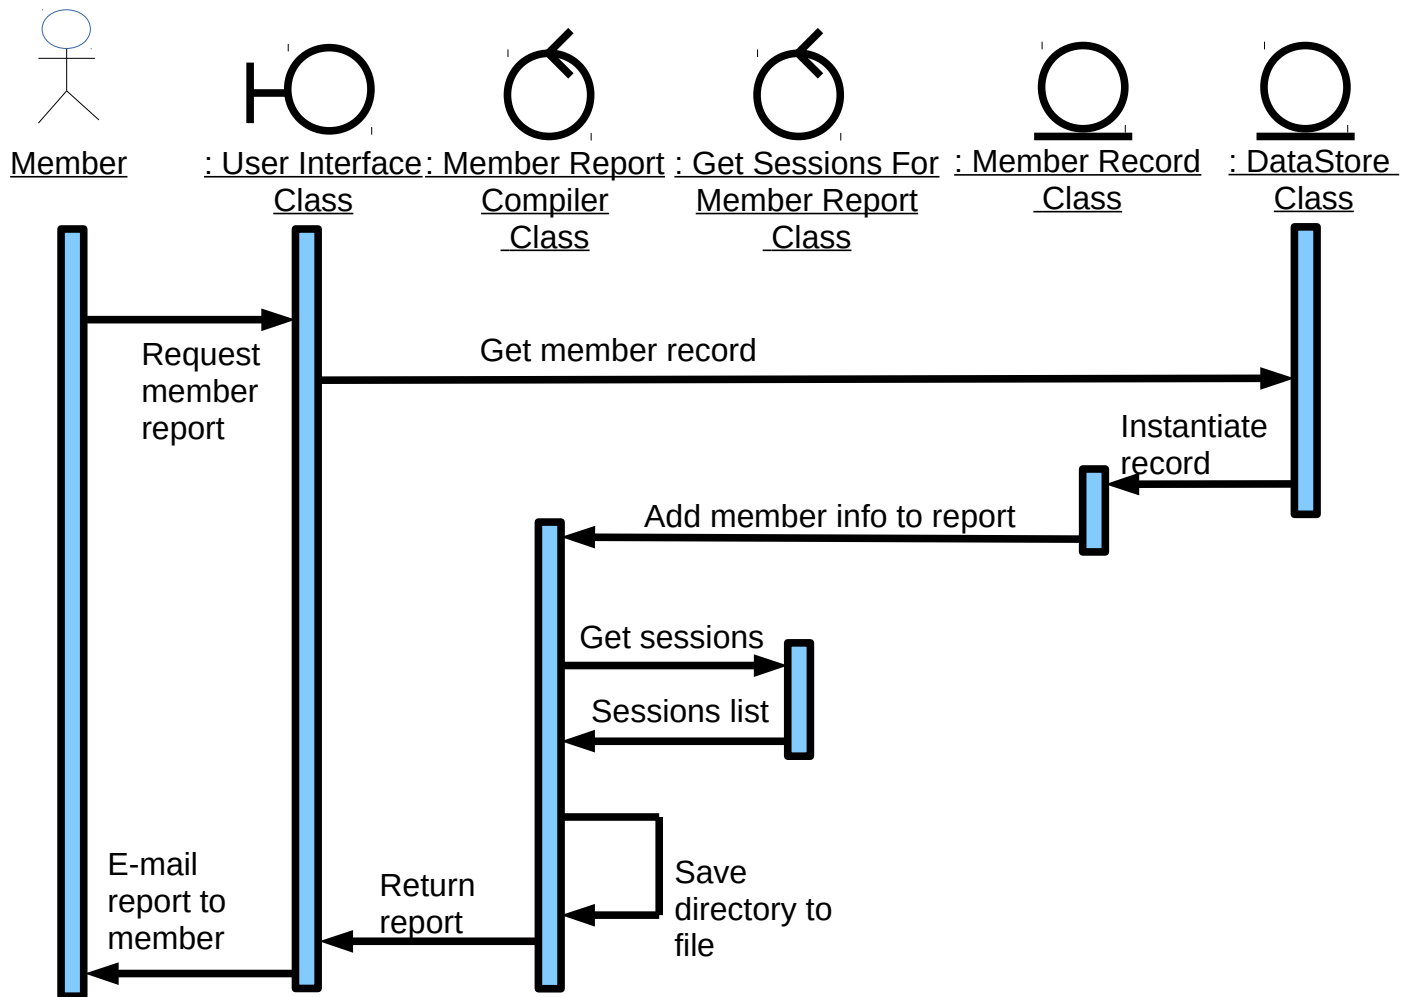 Member
: User Interface
Class
: Member Report
Compiler
Class
: Get Sessions For
Member Report
Class
: Member Record
Class
: DataStore
Class
Request
member
report
Get member record
Instantiate
record
Add member info to report
Get sessions
Sessions list
Save
directory to
file
Return
report
E-mail
report to
member